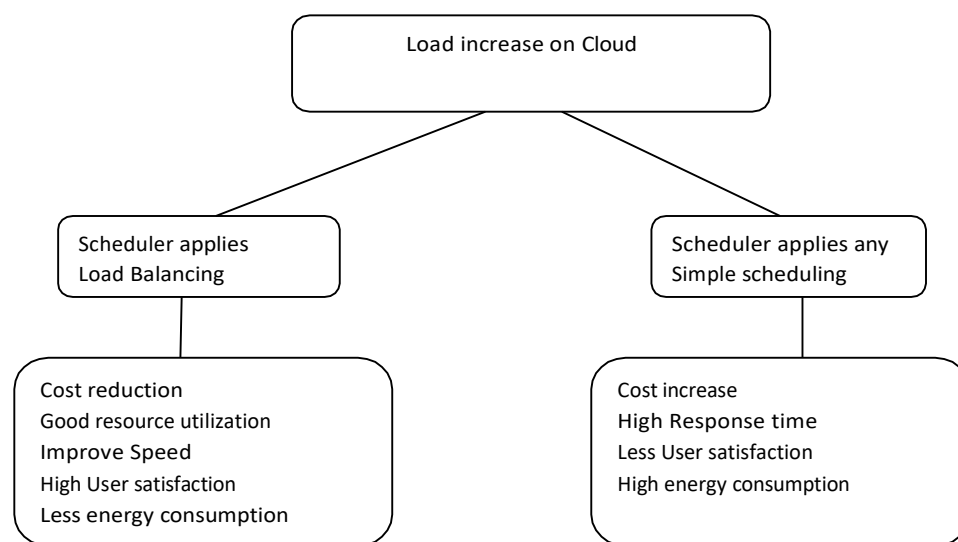 Load increase on Cloud
Scheduler applies
Load Balancing
Scheduler applies any
Simple scheduling
Cost reduction
Good resource utilization
Improve Speed
High User satisfaction
Less energy consumption
Cost increase
High Response time
Less User satisfaction
High energy consumption